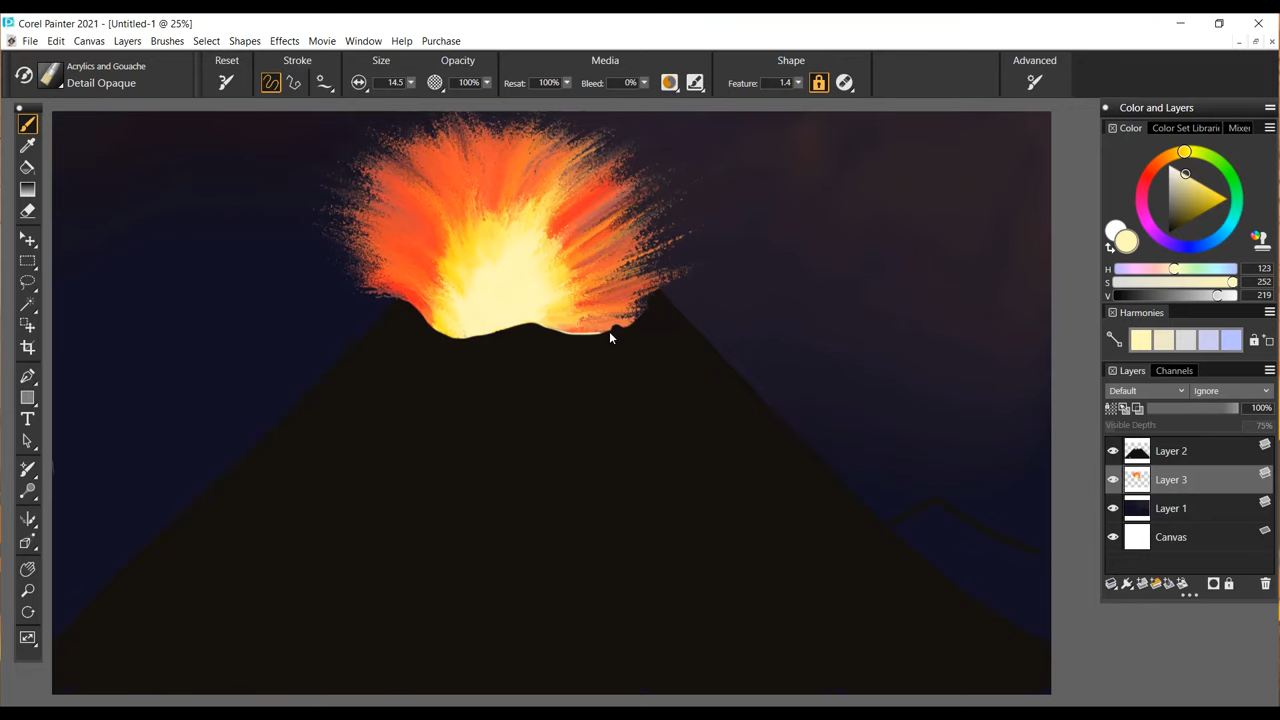 Corel Painter 2021 - [Untitled-1 @ 25%]
File Edit Canvas Layers Brushes Select Shapes Effects Movie Window Help Purchase
Acrylics and Gouache
Detail Opaque
Reset
Stroke
Size
14.5
Opacity
100%
Media
Resat: 100%
Bleed: 0%
Shape
Feature: 1.4
Advanced
Color and Layers
Color Color Set Librari Mixer
H 123
S 252
V 219
Harmonies
Layers Channels
Default Ignore
100%
Visible Depth 75%
Layer 2
Layer 3
Layer 1
Canvas
T